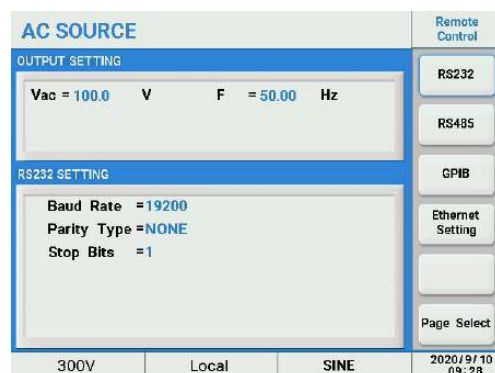 AC SOURCE
Remote
Control
OUTPUT SETTING
Vac = 100.0 V F = 50.00 Hz
RS232 SETTING
Baud Rate =19200
Parity Type =NONE
Stop Bits =1
RS232
RS485
GPIB
Ethernet
Setting
Page Select
300V Local SINE
2020/9/10
09:28